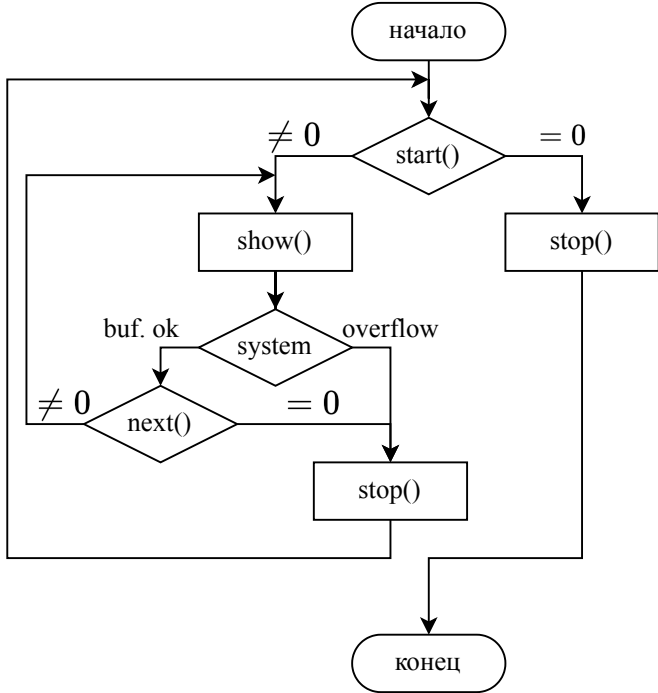 начало
≠ 0
= 0
start()
show()
stop()
buf. ok
overflow
system
≠ 0
= 0
next()
stop()
конец